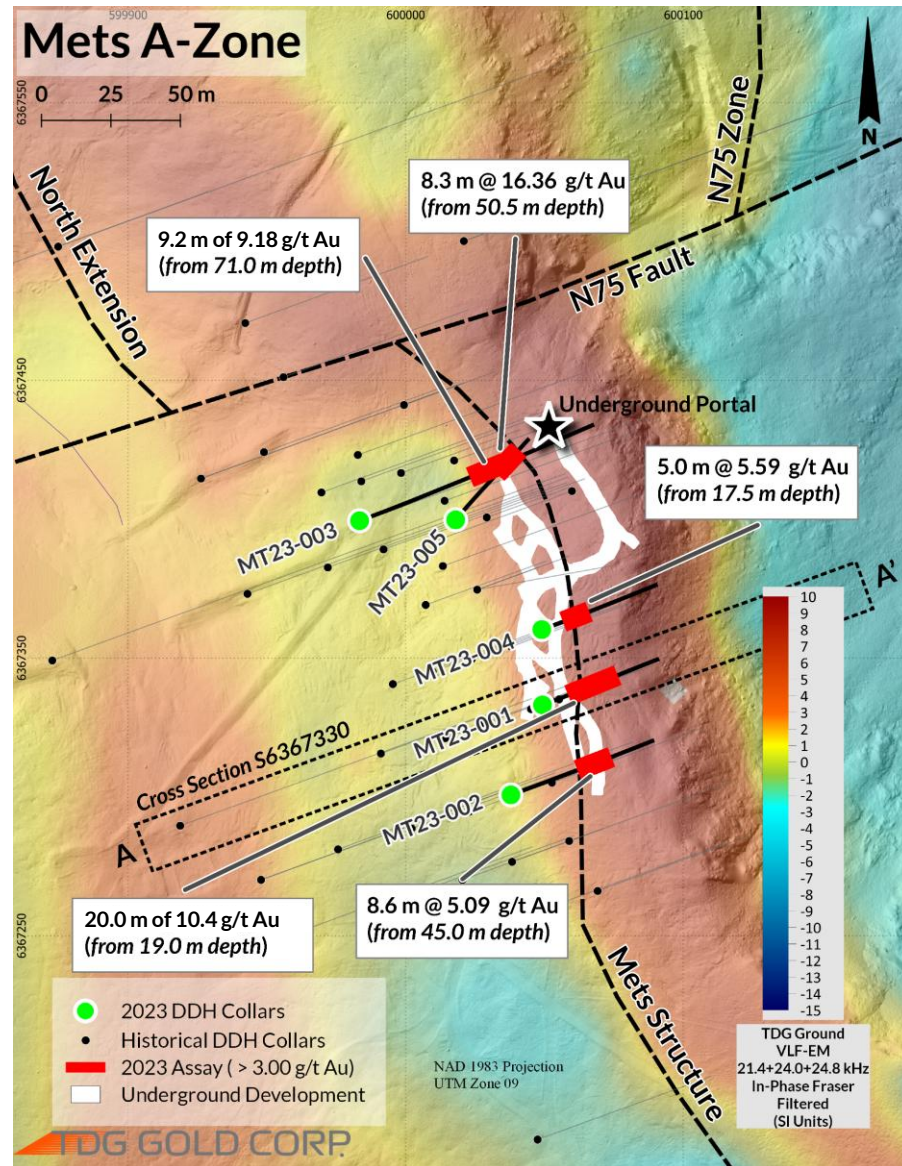 599900
600000
600100
Mets A-Zone
0 25 50 m
6367550
6367450
6367350
6367250
N
N75 Zone
North Extension
N75 Fault
8.3 m @ 16.36 g/t Au
(from 50.5 m depth)
9.2 m of 9.18 g/t Au
(from 71.0 m depth)
Underground Portal
5.0 m @ 5.59 g/t Au
(from 17.5 m depth)
MT23-003
MT23-005
MT23-004
MT23-001
MT23-002
A'
Cross Section S6367330
A
20.0 m of 10.4 g/t Au
(from 19.0 m depth)
8.6 m @ 5.09 g/t Au
(from 45.0 m depth)
Mets Structure
10
9
8
7
6
5
4
3
2
1
0
-1
-2
-3
-4
-5
-6
-7
-8
-9
-10
-11
-12
-13
-14
-15
TDG Ground
VLF-EM
21.4+24.0+24.8 kHz
In-Phase Fraser
Filtered
(SI Units)
2023 DDH Collars
Historical DDH Collars
2023 Assay ( > 3.00 g/t Au)
Underground Development
NAD 1983 Projection
UTM Zone 09
TDG GOLD CORP.